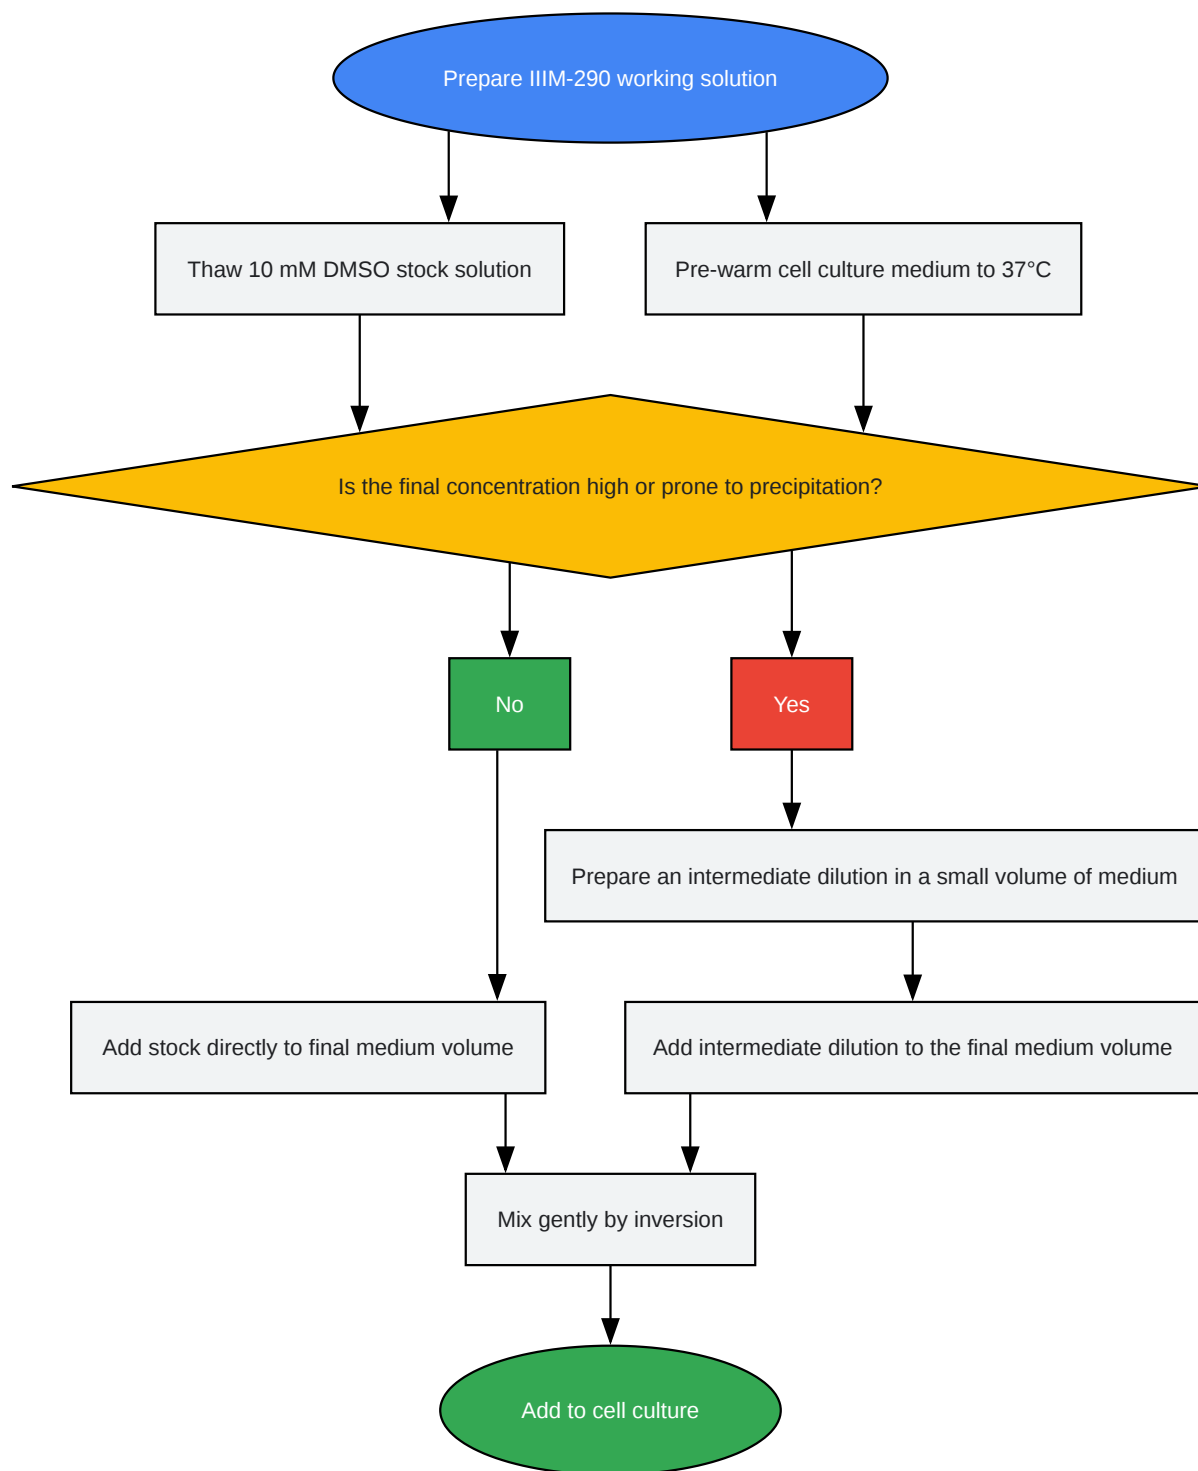 Prepare IIIM-290 working solution
Thaw 10 mM DMSO stock solution
Pre-warm cell culture medium to 37°C
Is the final concentration high or prone to precipitation?
No
Yes
Prepare an intermediate dilution in a small volume of medium
Add stock directly to final medium volume
Add intermediate dilution to the final medium volume
Mix gently by inversion
Add to cell culture